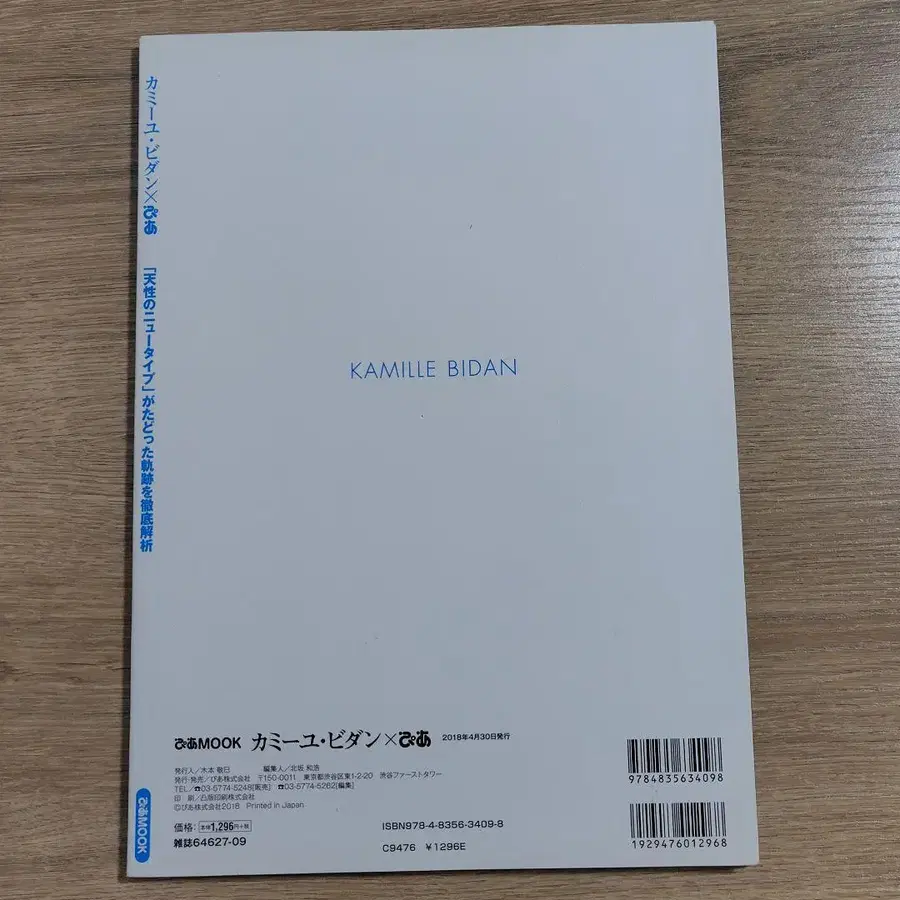 カミーユ・ビダン×ぴあ
「天性のニュータイプ」がたどった軌跡を徹底解析
ぴあMOOK
KAMILLE BIDAN
ぴあMOOK カミーユ・ビダン×ぴあ 2018年4月30日発行
発行人/木本 敬巳 編集人/北坂 和浩
発行・発売/ぴあ株式会社 〒150-0011 東京都渋谷区東1-2-20 渋谷ファーストタワー
TEL/☎03-5774-5248[販売] ☎03-5774-5262[編集]
印 刷/凸版印刷株式会社
©ぴあ株式会社2018 Printed in Japan
価格: 本体1,296円+税
雑誌64627-09
ISBN978-4-8356-3409-8
C9476 ¥1296E
9784835634098
1929476012968